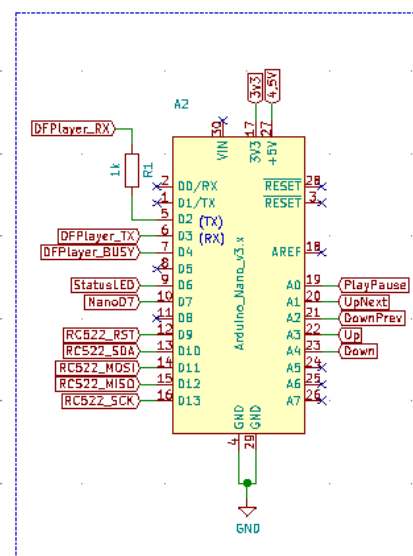 A2
3V3
4,5V
DFPlayer_RX
30
17
27
VIN
3V3
+5V
1k
R1
2
D0/RX
RESET
28
1
D1/TX
RESET
3
5
D2
(TX)
DFPlayer_TX
6
D3
(RX)
DFPlayer_BUSY
7
D4
AREF
18
8
D5
StatusLED
9
D6
A0
19
PlayPause
NanoD7
10
D7
A1
20
UpNext
11
D8
A2
21
DownPrev
RC522_RST
12
D9
A3
22
Up
RC522_SDA
13
D10
A4
23
Down
RC522_MOSI
14
D11
A5
24
RC522_MISO
15
D12
A6
25
RC522_SCK
16
D13
A7
26
Arduino_Nano_v3.x
GND
GND
4
29
GND